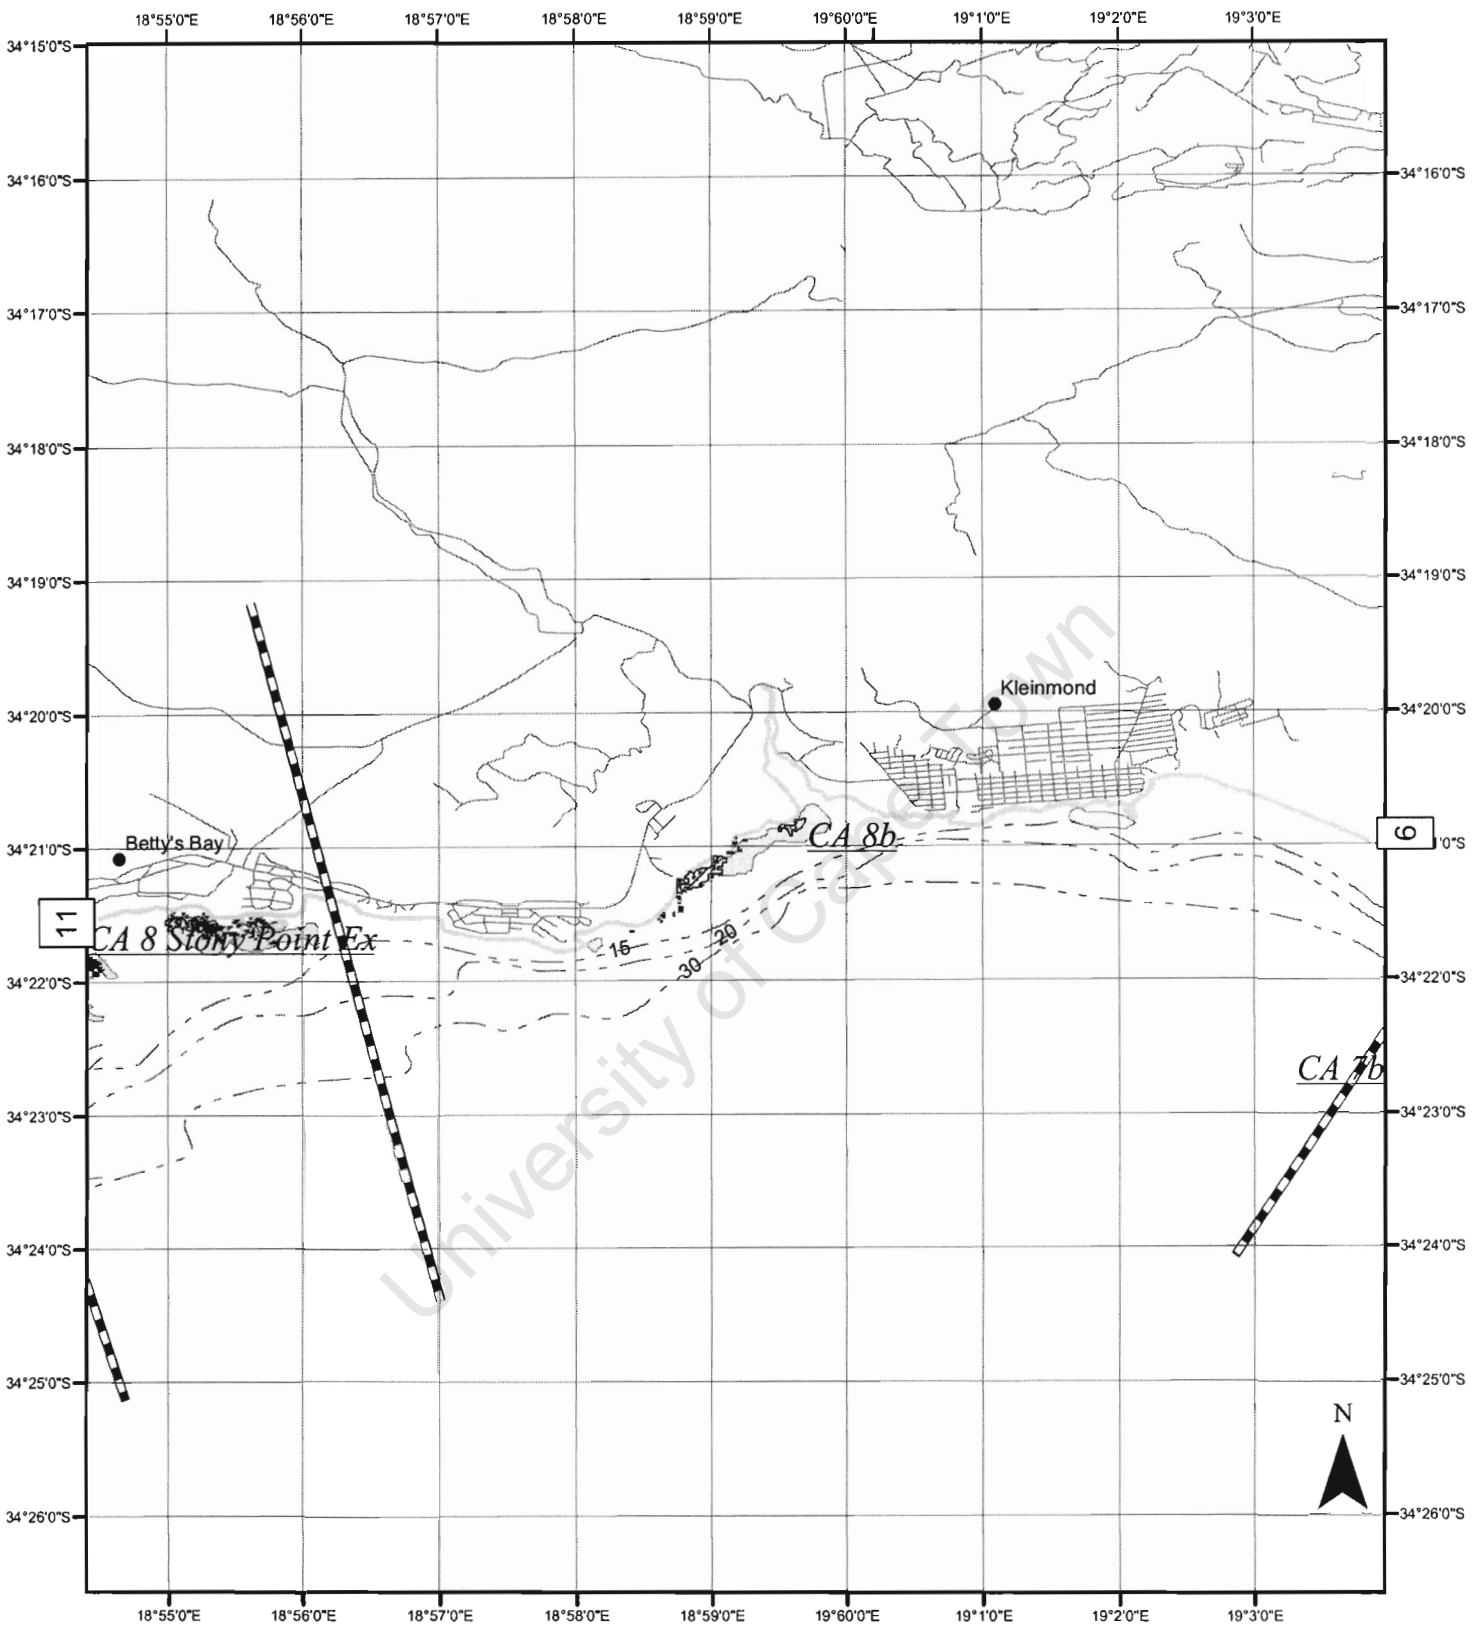 18°55'0"E 18°56'0"E 18°57'0"E 18°58'0"E 18°59'0"E 19°60'0"E 19°1'0"E 19°2'0"E 19°3'0"E
34°15'0"S
34°16'0"S 34°16'0"S
34°17'0"S 34°17'0"S
34°18'0"S 34°18'0"S
34°19'0"S 34°19'0"S
Kleinmond
34°20'0"S 34°20'0"S
Betty's Bay
CA 8b
6
34°21'0"S 1'0"S
11
CA 8 Stony Point Ex
15
20
30
34°22'0"S 34°22'0"S
CA 7b
34°23'0"S 34°23'0"S
34°24'0"S 34°24'0"S
34°25'0"S 34°25'0"S
N
34°26'0"S 34°26'0"S
18°55'0"E 18°56'0"E 18°57'0"E 18°58'0"E 18°59'0"E 19°60'0"E 19°1'0"E 19°2'0"E 19°3'0"E
University of Cape Town